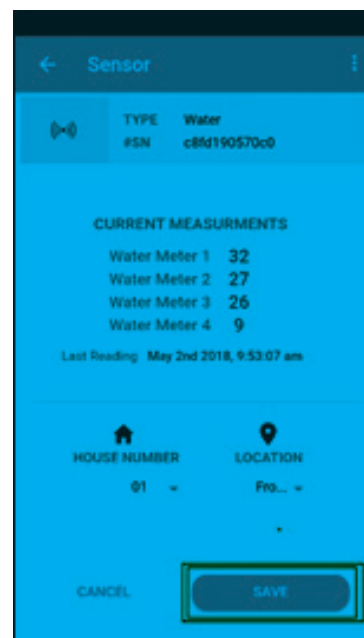 Sensor
TYPE Water
#SN c8fd190570c0
CURRENT MEASURMENTS
Water Meter 1 32
Water Meter 2 27
Water Meter 3 26
Water Meter 4 9
Last Reading May 2nd 2018, 9:53:07 am
HOUSE NUMBER LOCATION
01 Fro...
CANCEL SAVE